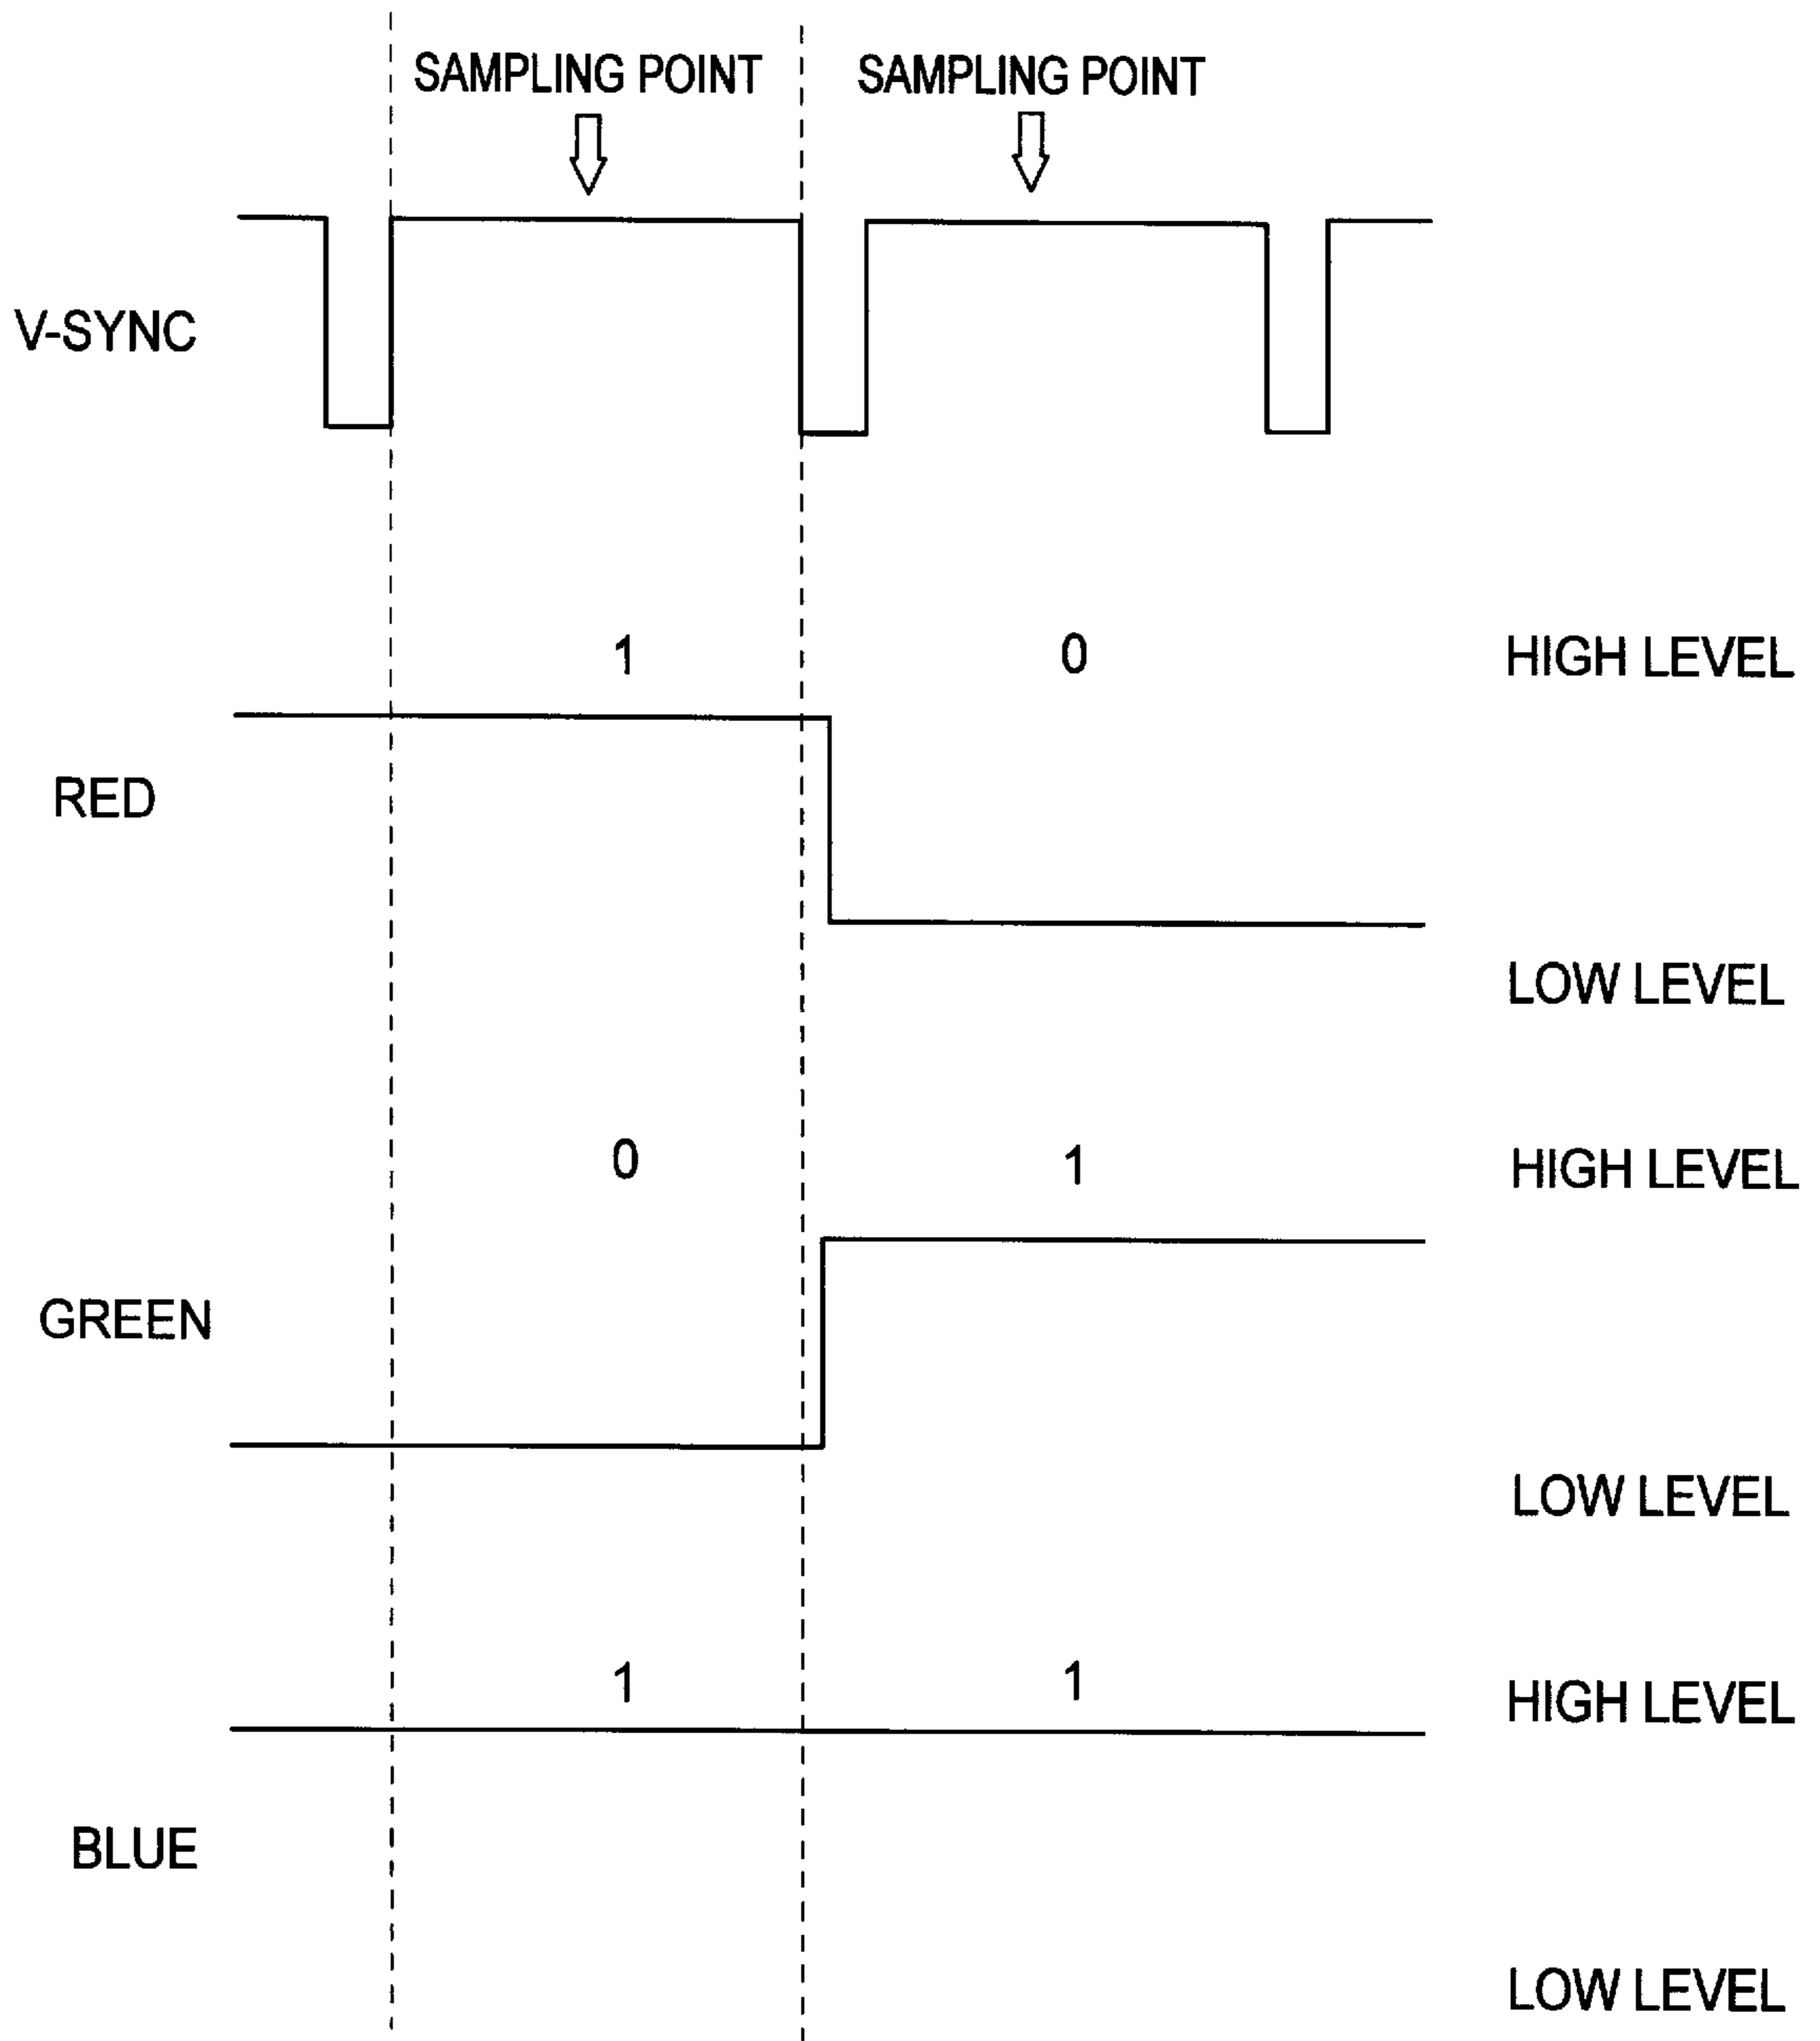 SAMPLING POINT SAMPLING POINT
V-SYNC
1 0 HIGH LEVEL
RED
LOW LEVEL
0 1 HIGH LEVEL
GREEN
LOW LEVEL
1 1 HIGH LEVEL
BLUE
LOW LEVEL